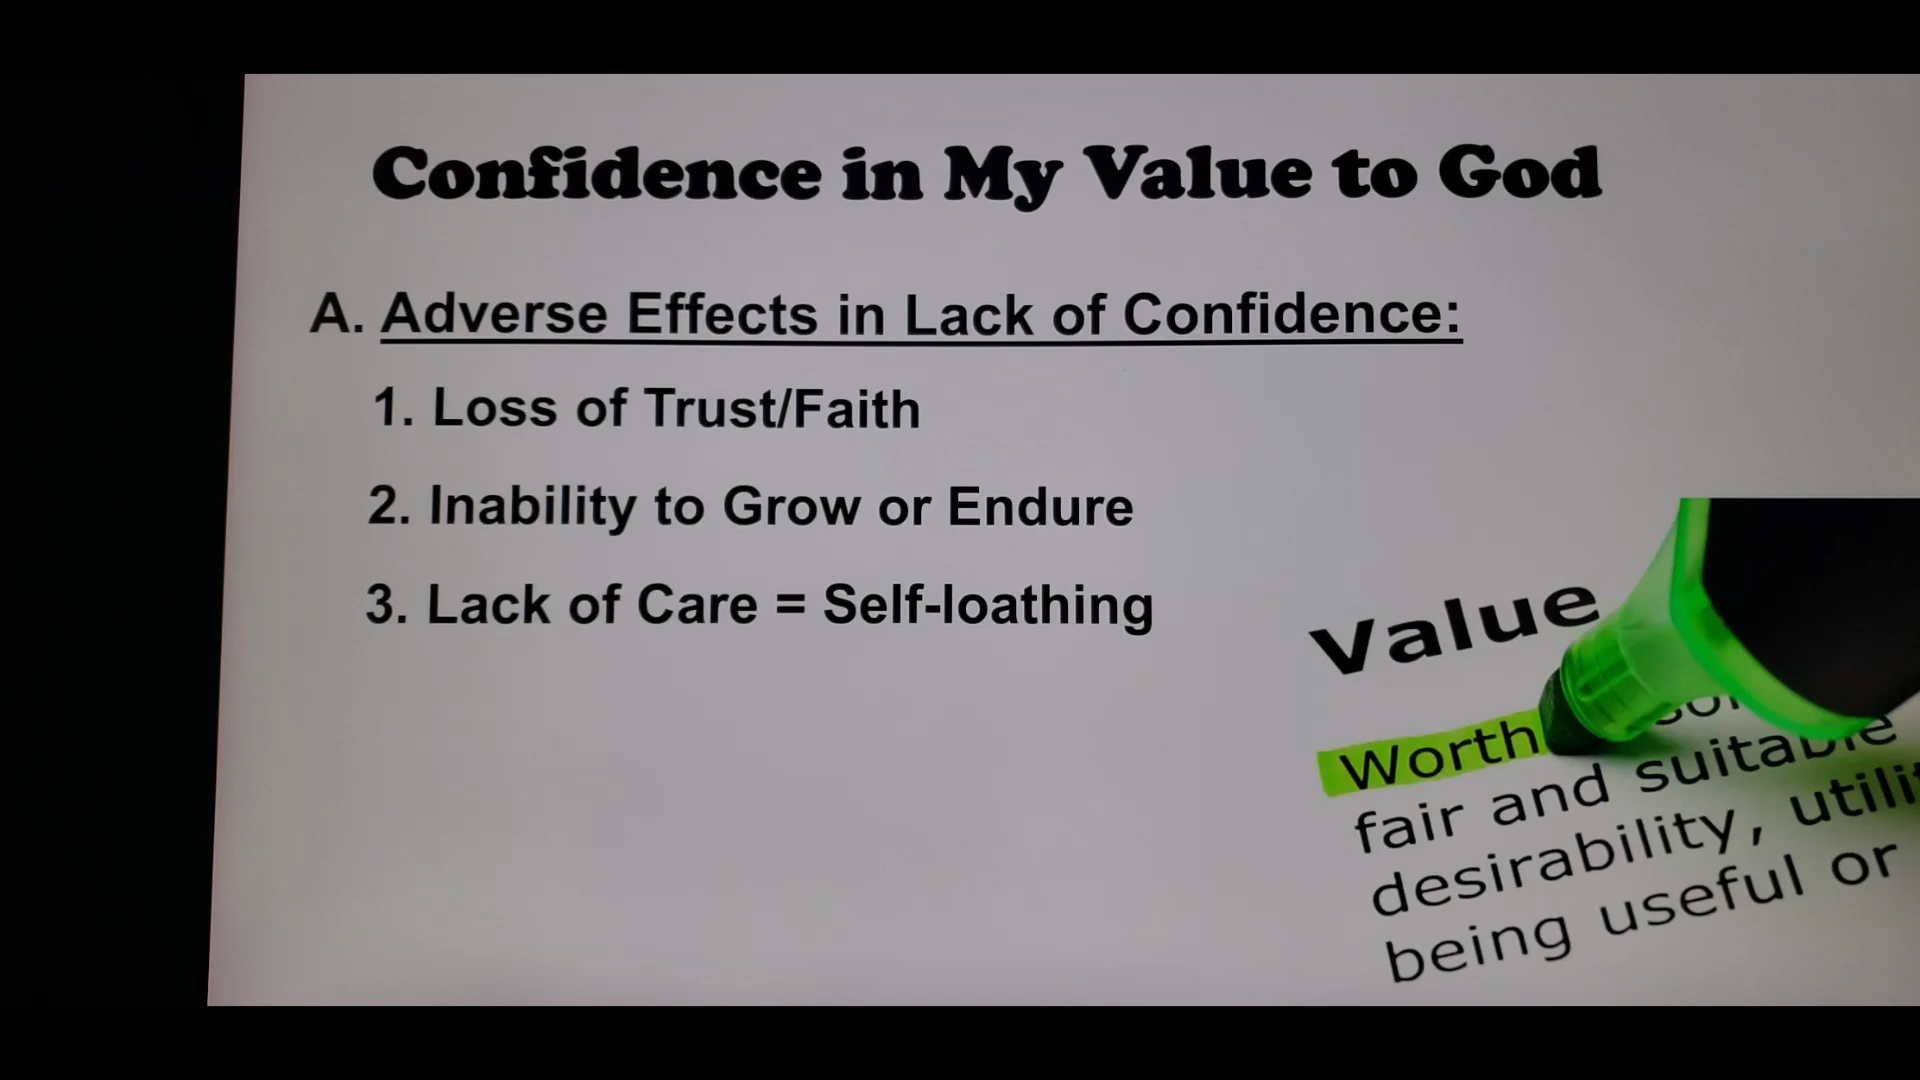 Confidence in My Value to God
A. Adverse Effects in Lack of Confidence:
1. Loss of Trust/Faith
2. Inability to Grow or Endure
3. Lack of Care = Self-loathing
Value
Worth
fair and suitable
desirability,
being useful or